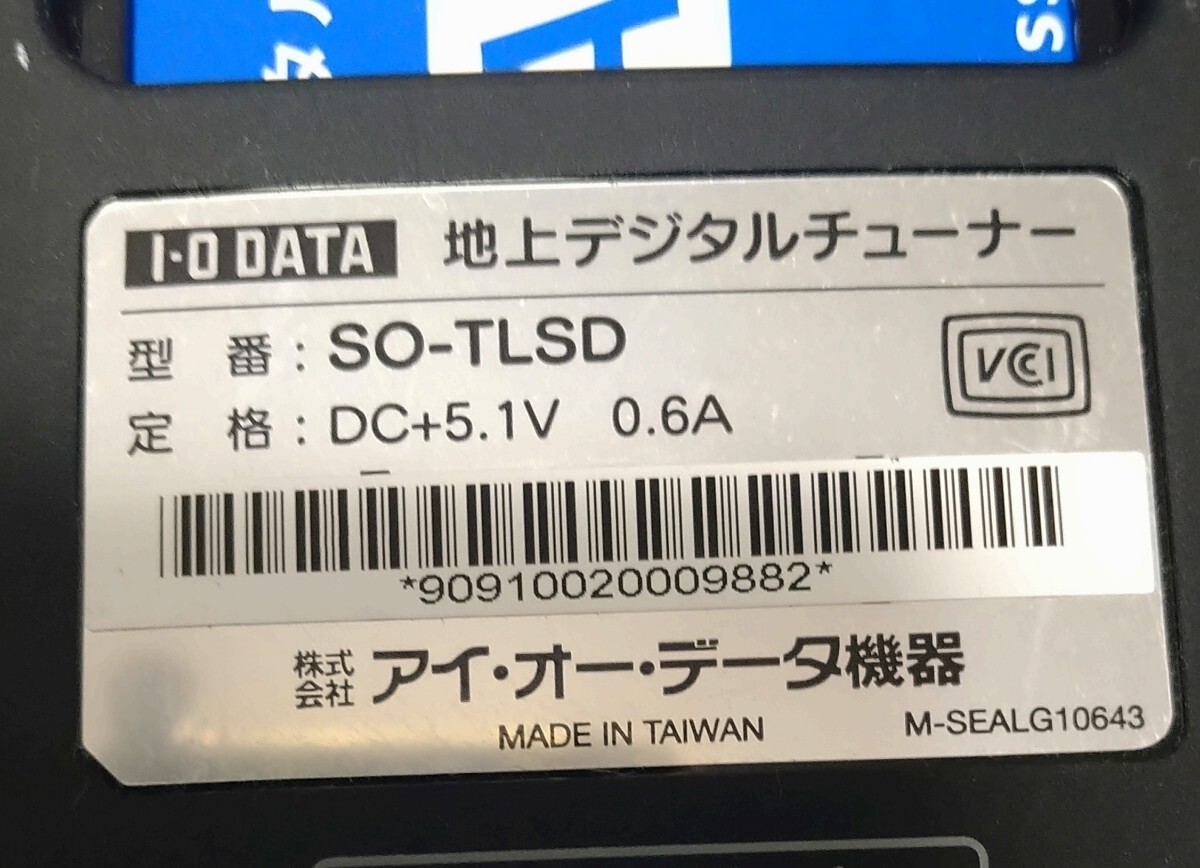 I·O DATA 地上デジタルチューナー
型 番 : SO-TLSD
VCCI
定 格 : DC+5.1V 0.6A
*90910020009882*
株式会社 アイ・オー・データ機器
MADE IN TAIWAN
M-SEALG10643